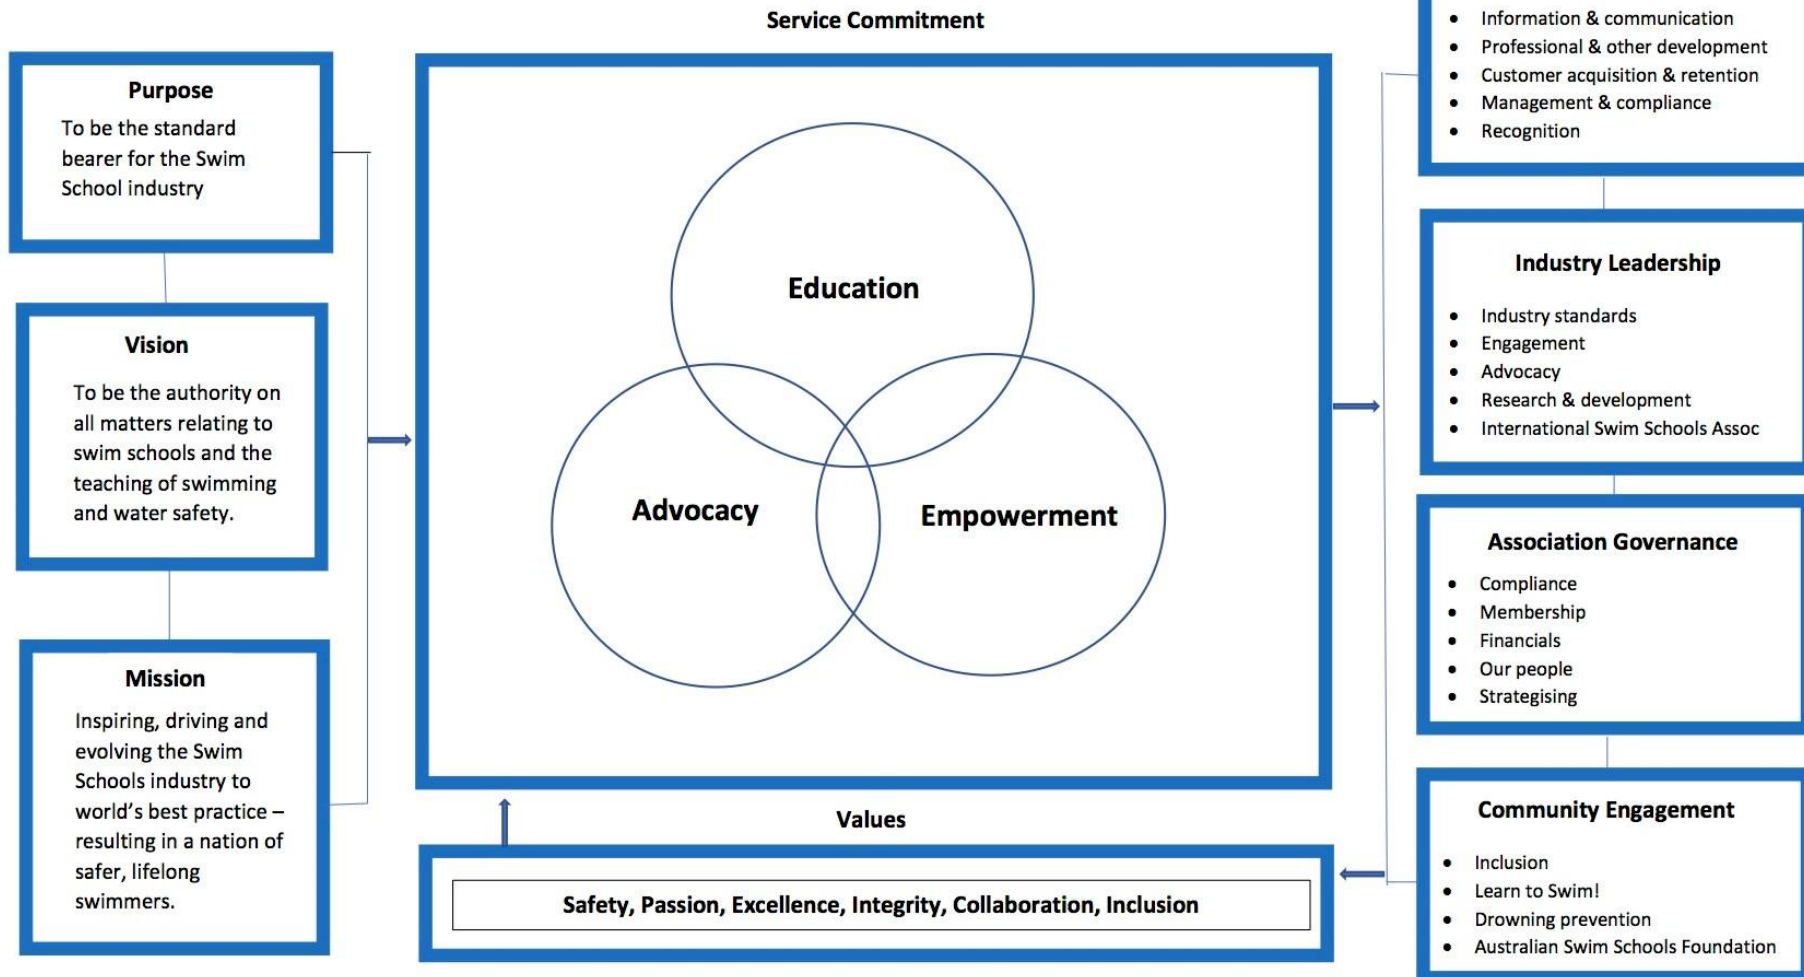 Service Commitment
Purpose
To be the standard
bearer for the Swim
School industry
Vision
To be the authority on
all matters relating to
swim schools and the
teaching of swimming
and water safety.
Mission
Inspiring, driving and
evolving the Swim
Schools industry to
world's best practice –
resulting in a nation of
safer, lifelong
swimmers.
Education
Advocacy
Empowerment
Values
Safety, Passion, Excellence, Integrity, Collaboration, Inclusion
• Information & communication
• Professional & other development
• Customer acquisition & retention
• Management & compliance
• Recognition
Industry Leadership
• Industry standards
• Engagement
• Advocacy
• Research & development
• International Swim Schools Assoc
Association Governance
• Compliance
• Membership
• Financials
• Our people
• Strategising
Community Engagement
• Inclusion
• Learn to Swim!
• Drowning prevention
• Australian Swim Schools Foundation